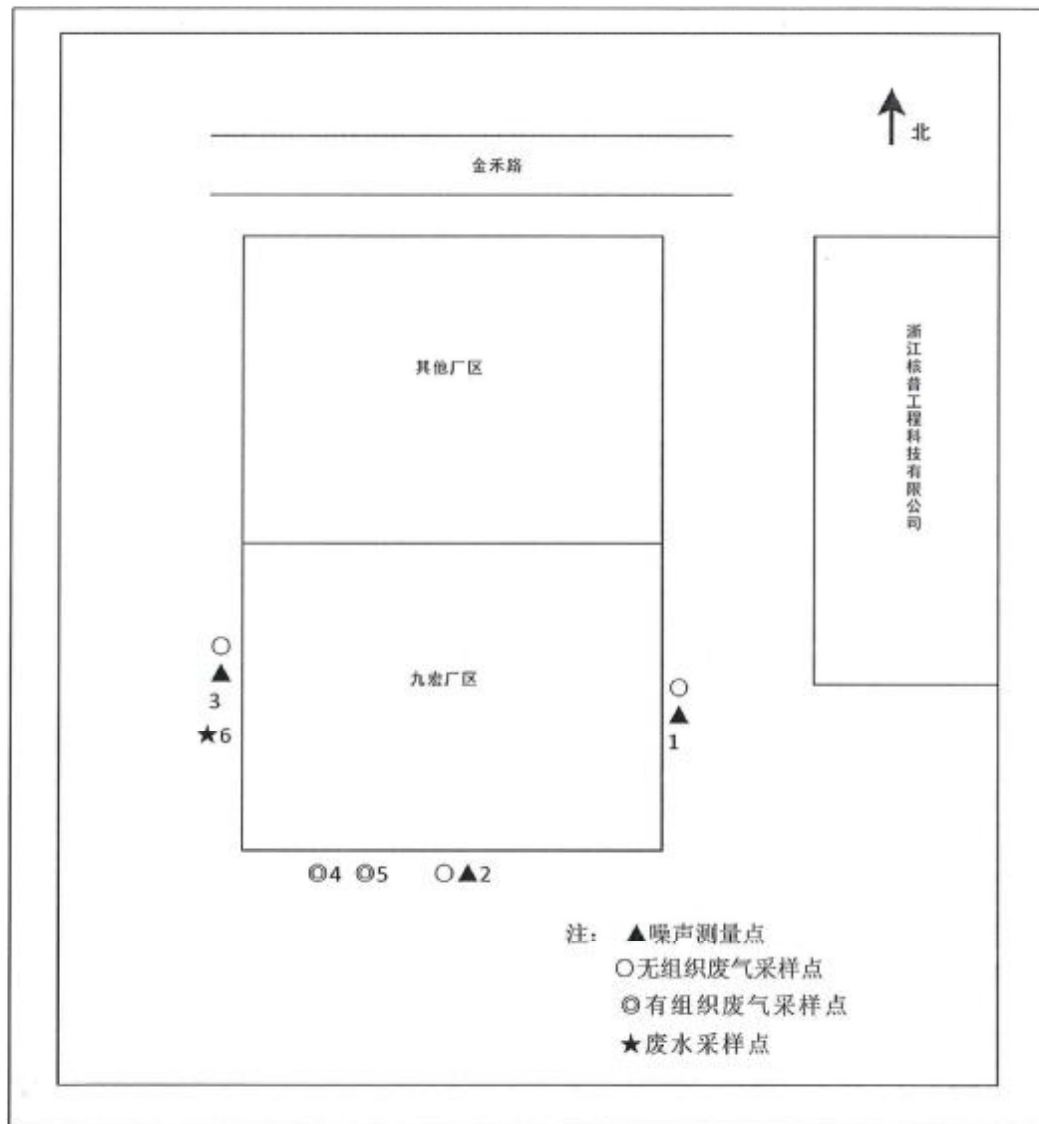 北
金禾路
其他厂区
浙江核普工程科技有限公司
○
▲
3
★6
九宏厂区
○
▲
1
◎4 ◎5 ○▲2
注： ▲噪声测量点
○无组织废气采样点
◎有组织废气采样点
★废水采样点